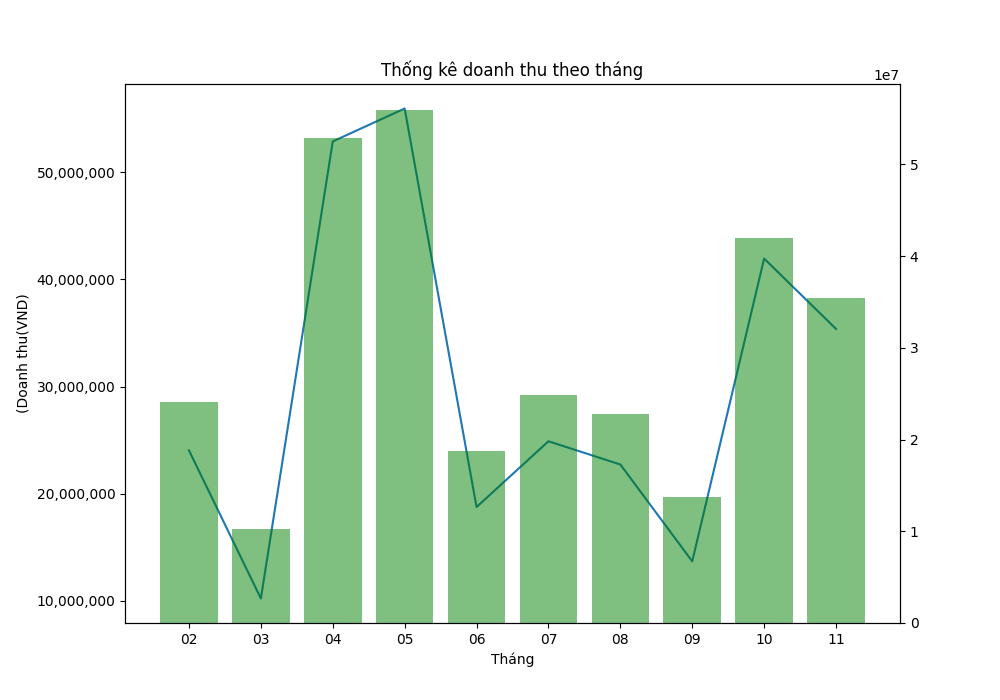 Thống kê doanh thu theo tháng
1e7
50,000,000
40,000,000
30,000,000
20,000,000
10,000,000
(Doanh thu(VND)
5
4
3
2
1
0
02 03 04 05 06 07 08 09 10 11
Tháng